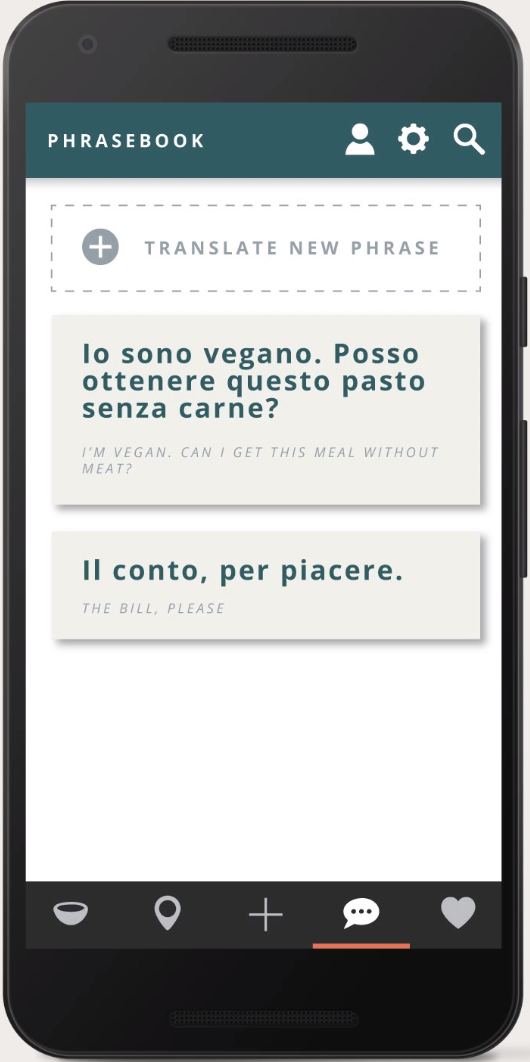 PHRASEBOOK
TRANSLATE NEW PHRASE
Io sono vegano. Posso
ottenere questo pasto
senza carne?
I'M VEGAN. CAN I GET THIS MEAL WITHOUT
MEAT?
Il conto, per piacere.
THE BILL, PLEASE